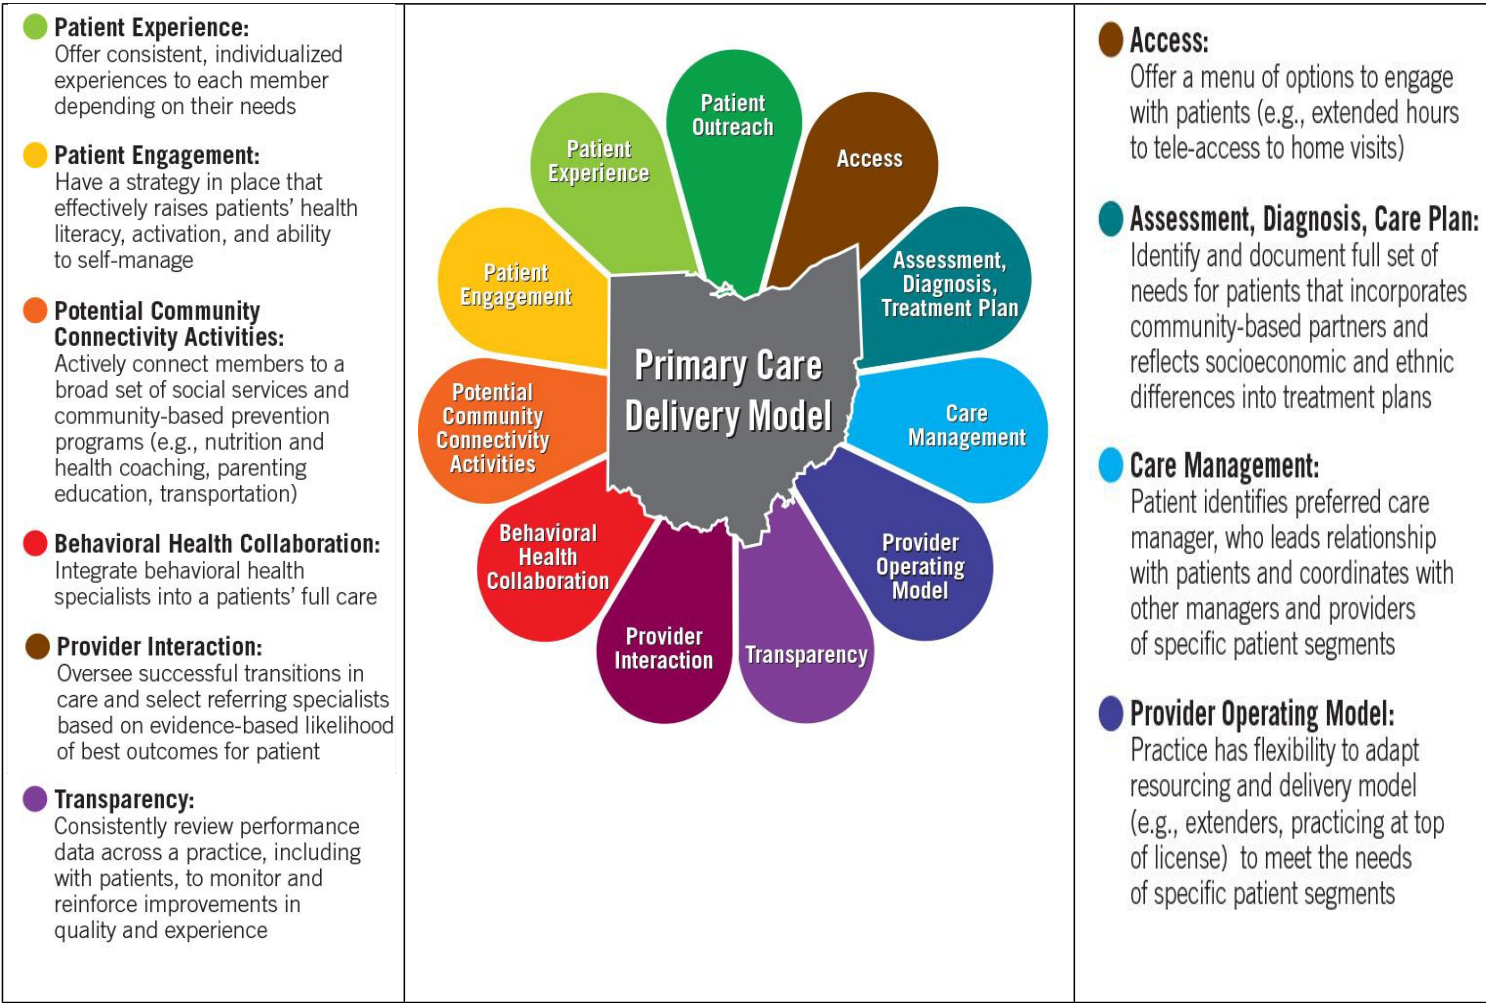 Patient Experience:
Offer consistent, individualized
experiences to each member
depending on their needs
Patient Engagement:
Have a strategy in place that
effectively raises patients’ health
literacy, activation, and ability
to self-manage
Potential Community
Connectivity Activities:
Actively connect members to a
broad set of social services and
community-based prevention
programs (e.g., nutrition and
health coaching, parenting
education, transportation)
Behavioral Health Collaboration:
Integrate behavioral health
specialists into a patients’ full care
Provider Interaction:
Oversee successful transitions in
care and select referring specialists
based on evidence-based likelihood
of best outcomes for patient
Transparency:
Consistently review performance
data across a practice, including
with patients, to monitor and
reinforce improvements in
quality and experience
Patient
Outreach
Access
Assessment,
Diagnosis,
Treatment Plan
Care
Management
Provider
Operating
Model
Transparency
Provider
Interaction
Behavioral
Health
Collaboration
Potential
Community
Connectivity
Activities
Patient
Engagement
Patient
Experience
Primary Care
Delivery Model
Access:
Offer a menu of options to engage
with patients (e.g., extended hours
to tele-access to home visits)
Assessment, Diagnosis, Care Plan:
Identify and document full set of
needs for patients that incorporates
community-based partners and
reflects socioeconomic and ethnic
differences into treatment plans
Care Management:
Patient identifies preferred care
manager, who leads relationship
with patients and coordinates with
other managers and providers
of specific patient segments
Provider Operating Model:
Practice has flexibility to adapt
resourcing and delivery model
(e.g., extenders, practicing at top
of license) to meet the needs
of specific patient segments